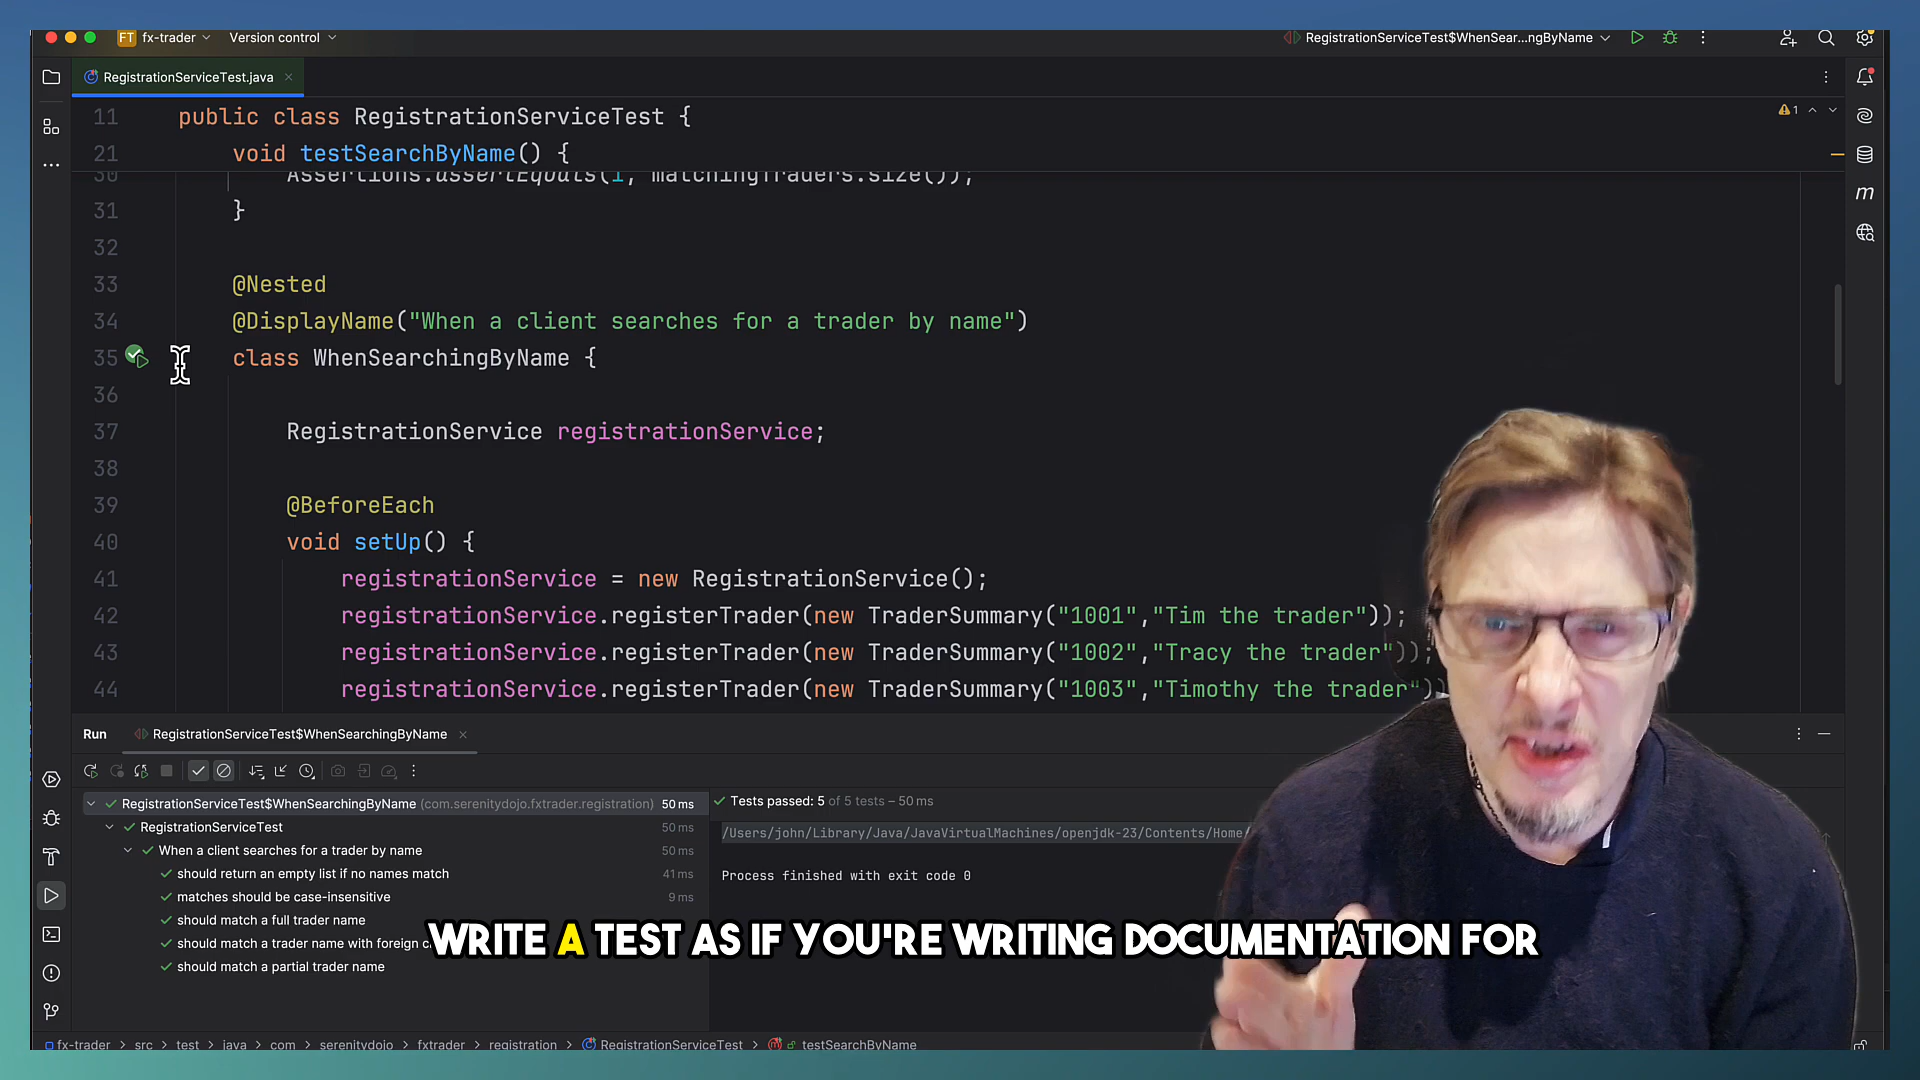 FT fx-trader Version control RegistrationServiceTest$WhenSear...ngByName
RegistrationServiceTest.java
11 public class RegistrationServiceTest {
21 void testSearchByName() {
30 Assertions.assertEquals(1, matchingTraders.size());
31 }
32
33 @Nested
34 @DisplayName("When a client searches for a trader by name")
35 class WhenSearchingByName {
36
37 RegistrationService registrationService;
38
39 @BeforeEach
40 void setUp() {
41 registrationService = new RegistrationService();
42 registrationService.registerTrader(new TraderSummary("1001","Tim the trader"));
43 registrationService.registerTrader(new TraderSummary("1002","Tracy the trader"));
44 registrationService.registerTrader(new TraderSummary("1003","Timothy the trader")
1
m
Run RegistrationServiceTest$WhenSearchingByName
RegistrationServiceTest$WhenSearchingByName (com.serenitydojo.fxtrader.registration) 50 ms
RegistrationServiceTest 50 ms
When a client searches for a trader by name 50 ms
should return an empty list if no names match 41 ms
matches should be case-insensitive 9 ms
should match a full trader name
should match a trader name with foreign c
should match a partial trader name
Tests passed: 5 of 5 tests – 50 ms
/Users/john/Library/Java/JavaVirtualMachines/openjdk-23/Contents/Home/
Process finished with exit code 0
WRITE A TEST AS IF YOU'RE WRITING DOCUMENTATION FOR
fx-trader > src > test > java > com > serenitydojo > fxtrader > registration > RegistrationServiceTest > testSearchByName